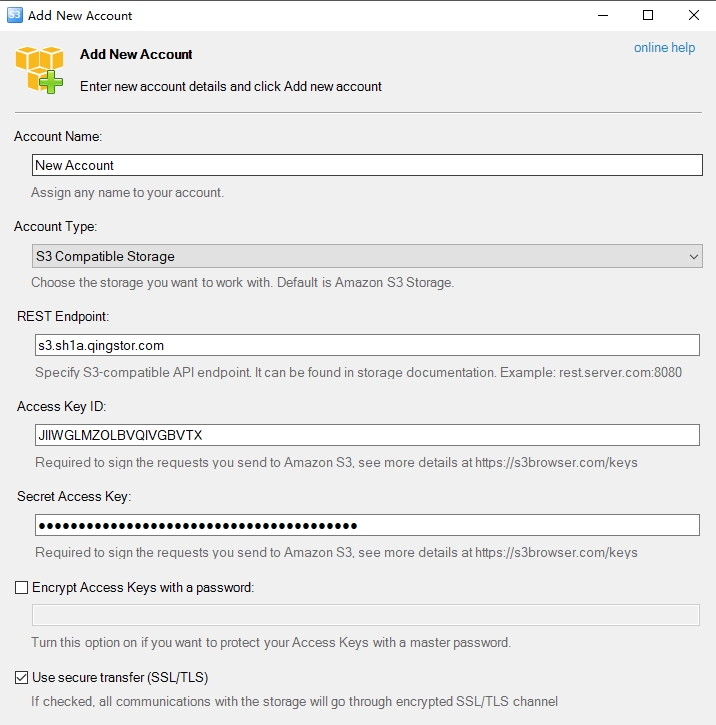 S3 Add New Account
Add New Account
online help
Enter new account details and click Add new account
Account Name:
New Account
Assign any name to your account.
Account Type:
S3 Compatible Storage
Choose the storage you want to work with. Default is Amazon S3 Storage.
REST Endpoint:
s3.sh1a.qingstor.com
Specify S3-compatible API endpoint. It can be found in storage documentation. Example: rest.server.com:8080
Access Key ID:
JIIWGLMZOLBVQIVGBVTX
Required to sign the requests you send to Amazon S3, see more details at https://s3browser.com/keys
Secret Access Key:
●●●●●●●●●●●●●●●●●●●●●●●●●●●●●●●●●●●●●●●●
Required to sign the requests you send to Amazon S3, see more details at https://s3browser.com/keys
Encrypt Access Keys with a password:
Turn this option on if you want to protect your Access Keys with a master password.
Use secure transfer (SSL/TLS)
If checked, all communications with the storage will go through encrypted SSL/TLS channel